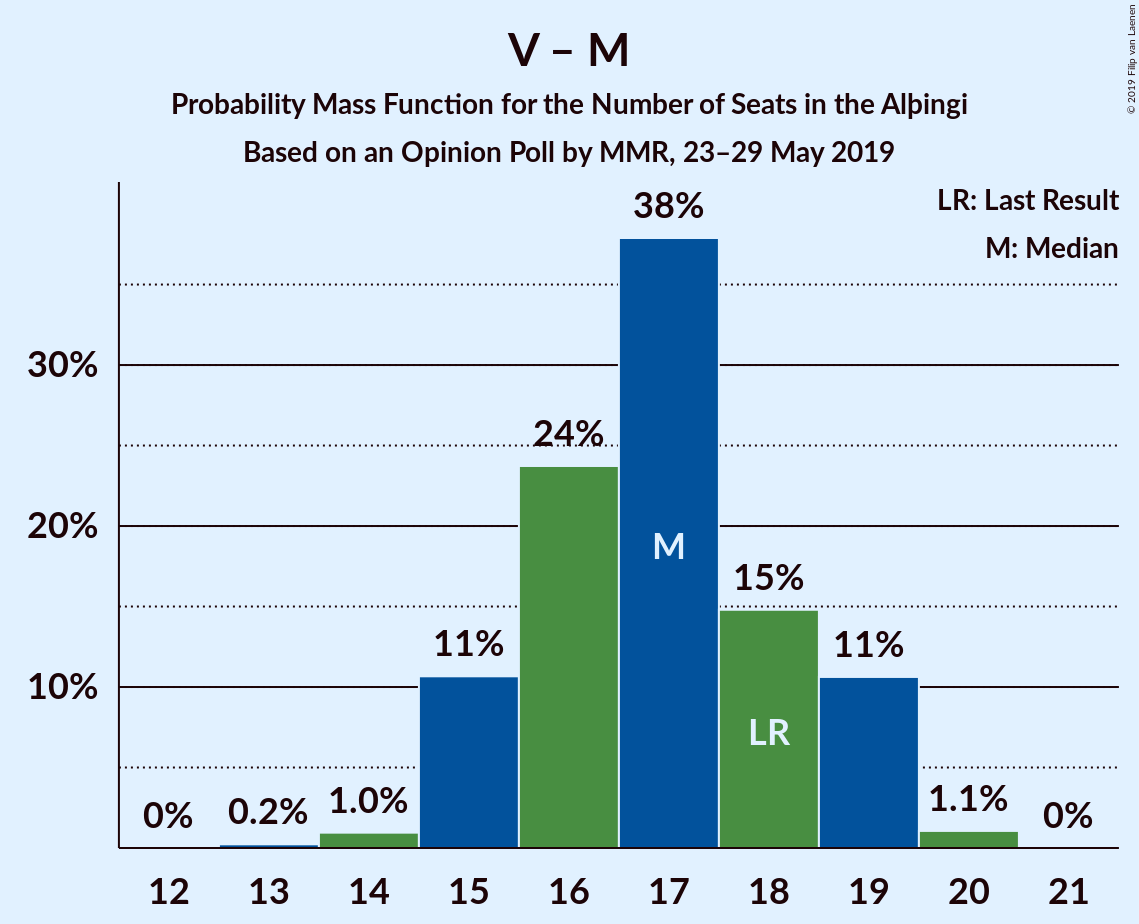 V – M
Probability Mass Function for the Number of Seats in the Alþingi
Based on an Opinion Poll by MMR, 23–29 May 2019
© 2019 Filip van Laenen
LR: Last Result
M: Median
30%
20%
10%
0%
0.2%
1.0%
11%
24%
38%
M
15%
LR
11%
1.1%
0%
12 13 14 15 16 17 18 19 20 21